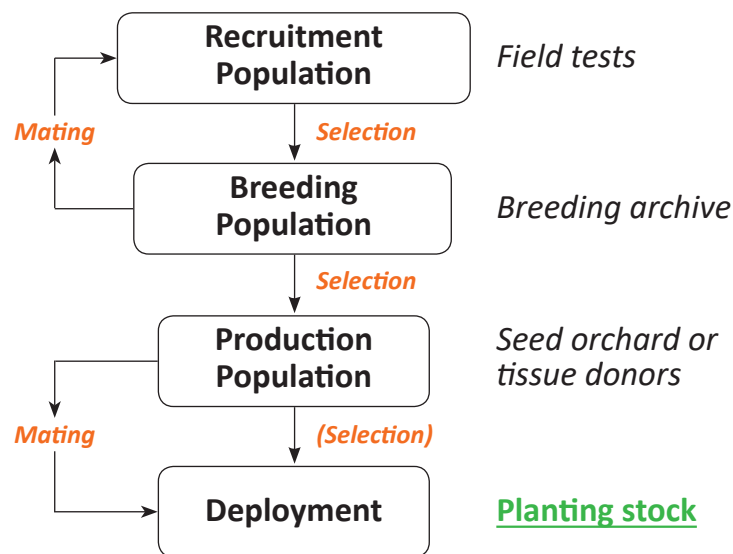 Recruitment
Population
Field tests
Mating
Selection
Breeding
Population
Breeding archive
Selection
Production
Population
Seed orchard or
tissue donors
Mating
(Selection)
Deployment
Planting stock